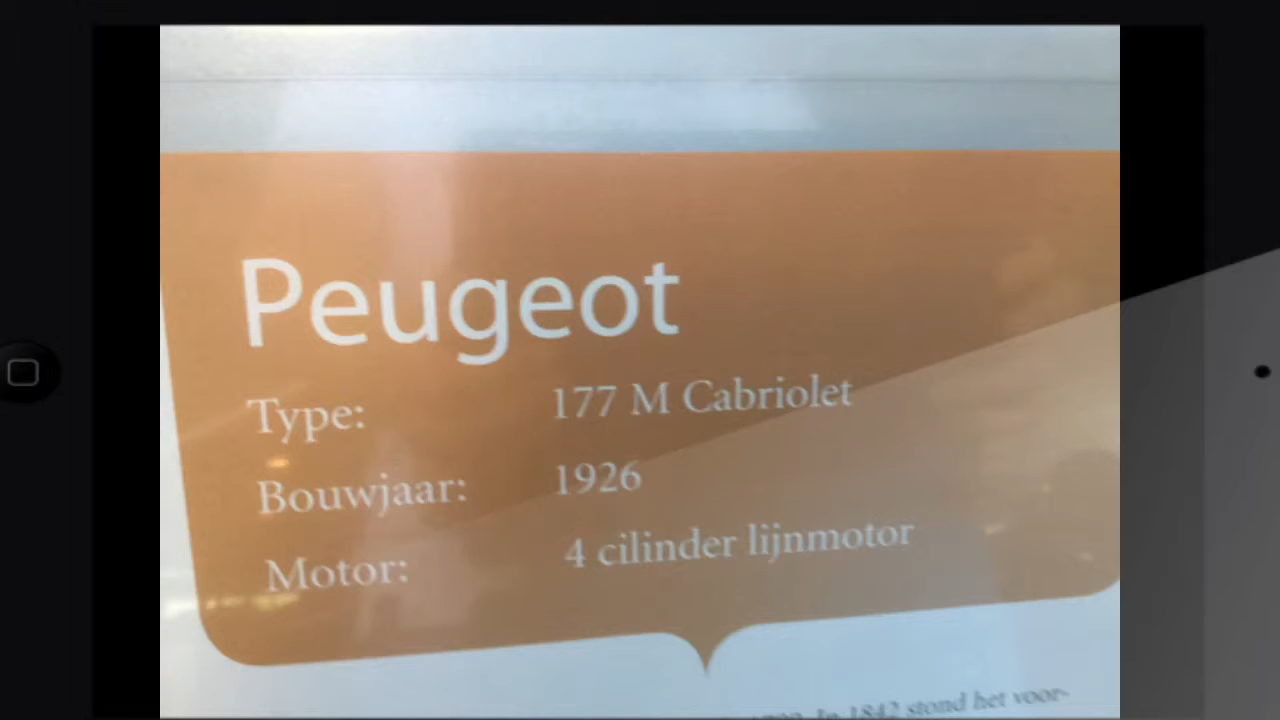 Peugeot
Type: 177 M Cabriolet
Bouwjaar: 1926
Motor: 4 cilinder lijnmotor
In 1842 stond het voor-